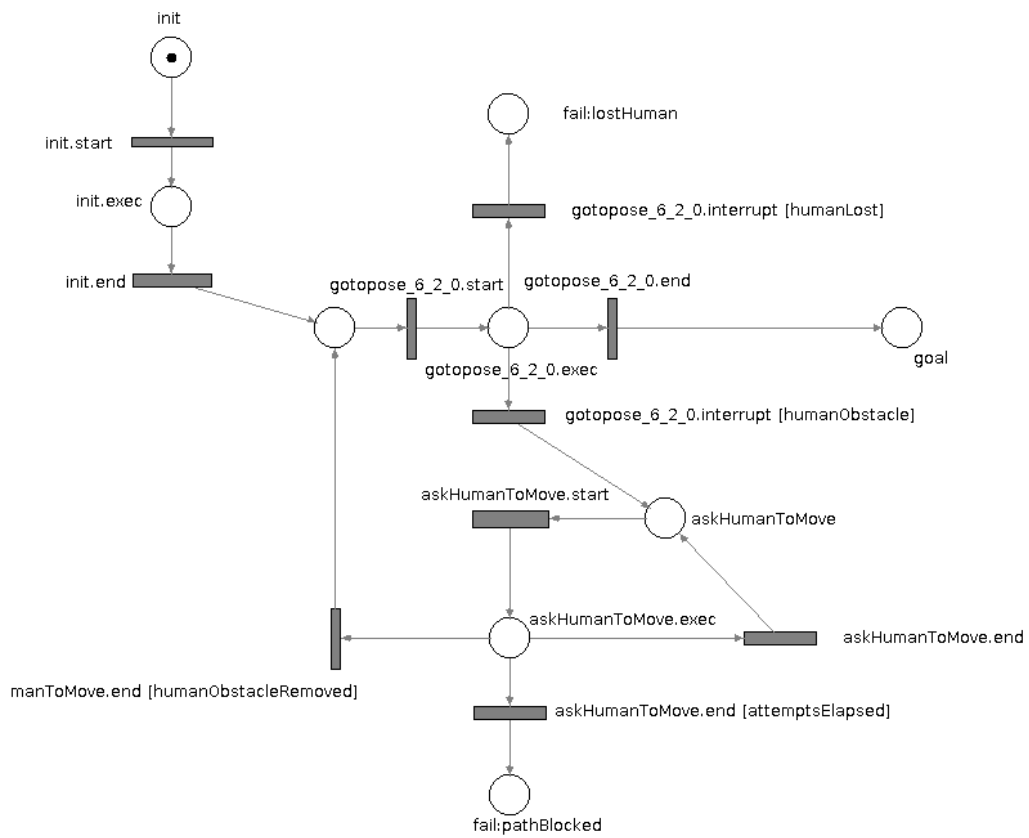 init
fail:lostHuman
init.start
init.exec
gotopose_6_2_0.interrupt [humanLost]
init.end
gotopose_6_2_0.start
gotopose_6_2_0.end
goal
gotopose_6_2_0.exec
gotopose_6_2_0.interrupt [humanObstacle]
askHumanToMove.start
askHumanToMove
askHumanToMove.exec
askHumanToMove.end
manToMove.end [humanObstacleRemoved]
askHumanToMove.end [attemptsElapsed]
fail:pathBlocked